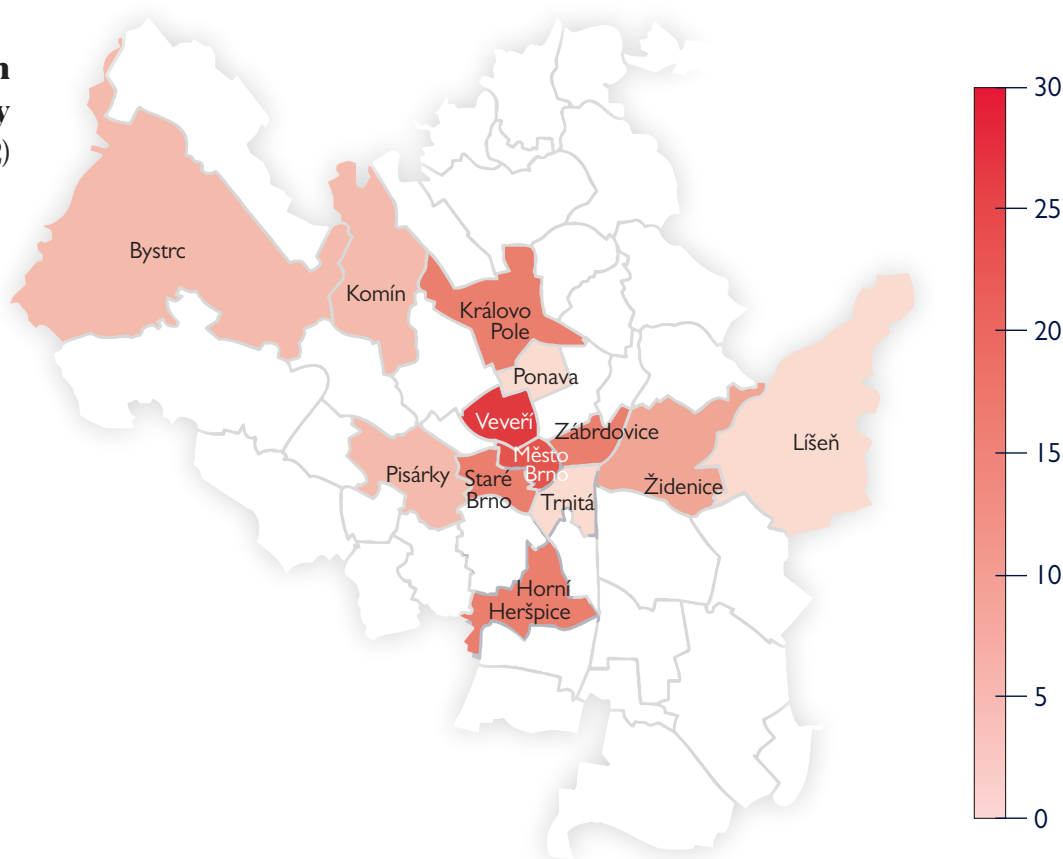 Bystrc
Komín
Královo
Pole
Ponava
Veveří
Zábrdovice
Město
Brno
Líšeň
Pisárky
Staré
Brno
Židenice
Trnitá
Horní
Heršpice
30
25
20
15
10
5
0